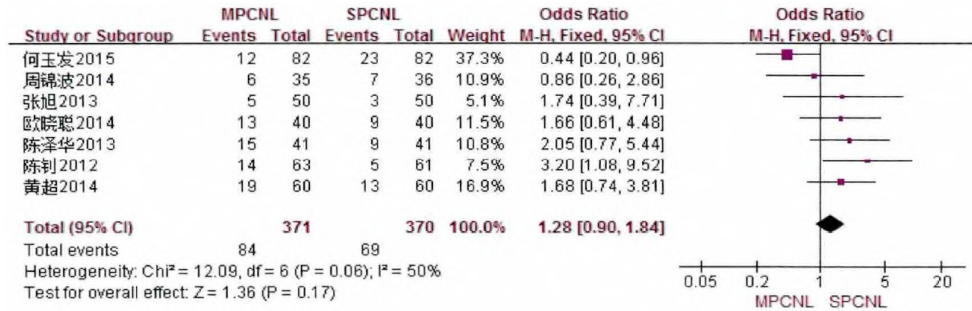 MPCNL SPCNL Odds Ratio Odds Ratio
Study or Subgroup Events Total Events Total Weight M-H, Fixed, 95% CI M-H, Fixed, 95% CI
何玉发2015 12 82 23 82 37.3% 0.44 [0.20, 0.96]
周锦波2014 6 35 7 36 10.9% 0.86 [0.26, 2.86]
张旭2013 5 50 3 50 5.1% 1.74 [0.39, 7.71]
欧晓聪2014 13 40 9 40 11.5% 1.66 [0.61, 4.48]
陈泽华2013 15 41 9 41 10.8% 2.05 [0.77, 5.44]
陈钊2012 14 63 5 61 7.5% 3.20 [1.08, 9.52]
黄超2014 19 60 13 60 16.9% 1.68 [0.74, 3.81]
Total (95% CI) 371 370 100.0% 1.28 [0.90, 1.84]
Total events 84 69
Heterogeneity: Chi² = 12.09, df = 6 (P = 0.06); I² = 50%
Test for overall effect: Z = 1.36 (P = 0.17)
0.05 0.2 1 5 20
MPCNL SPCNL